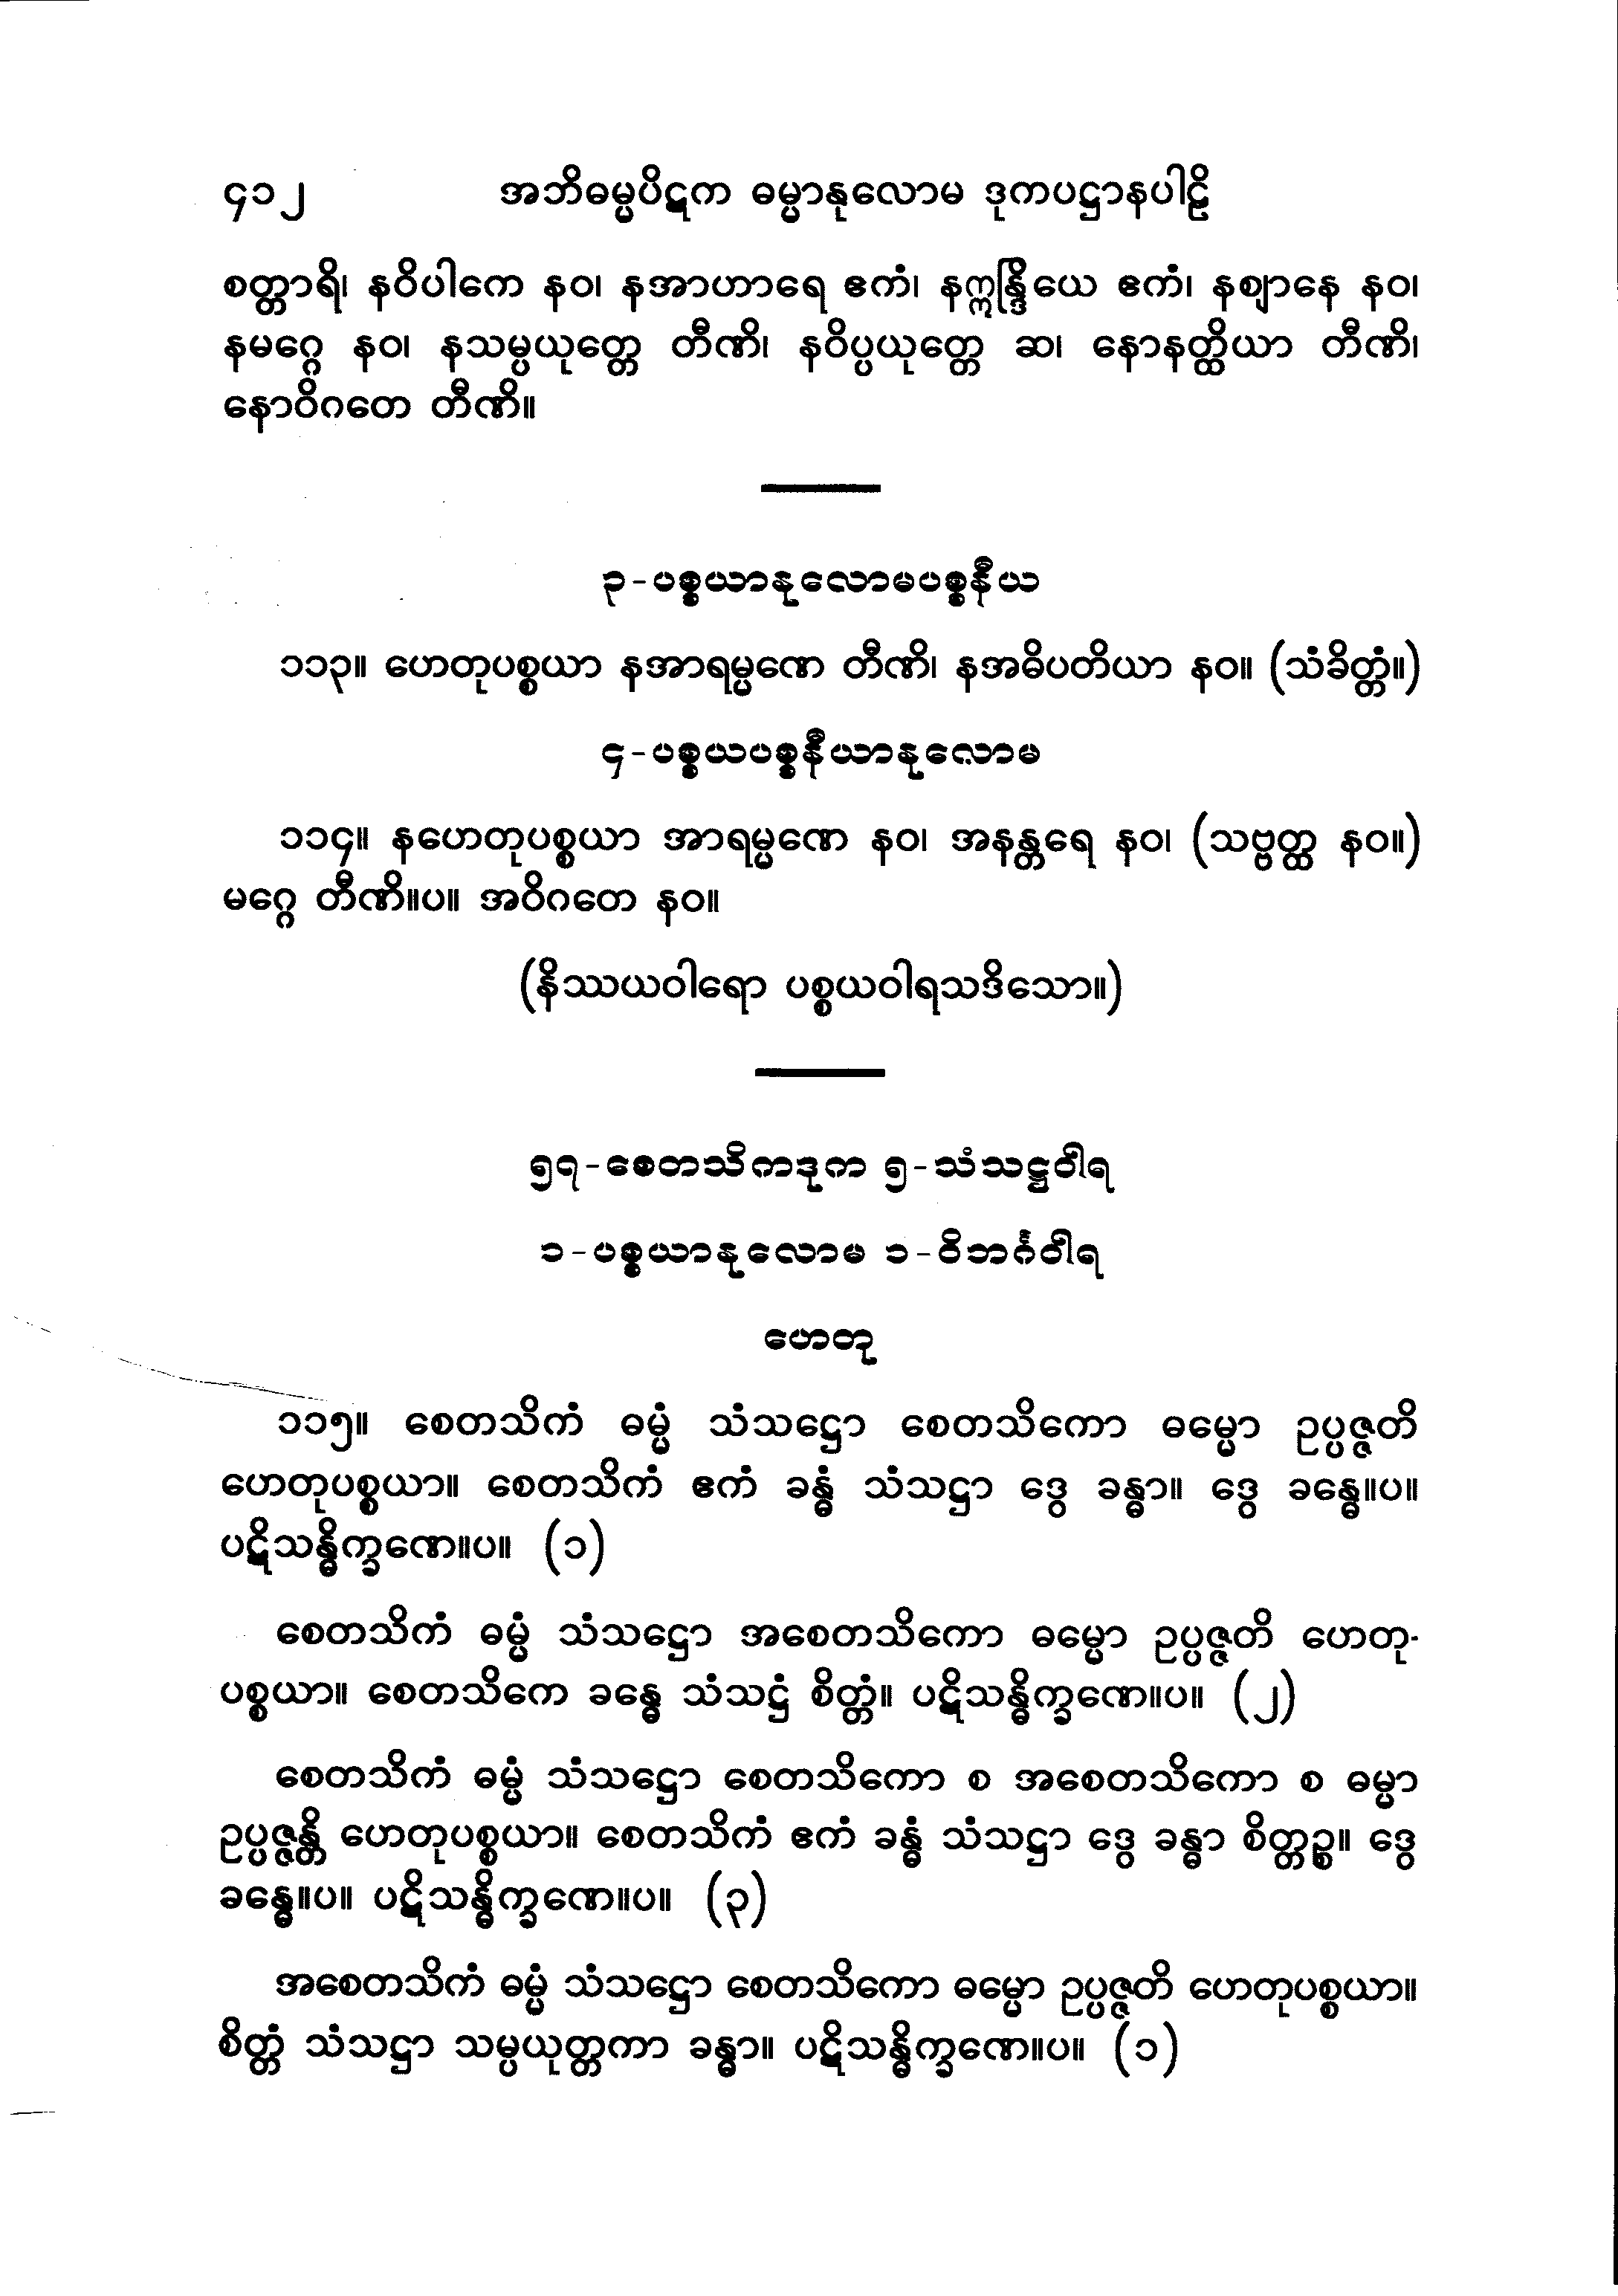 ၄၁၂ အဘိဓမ္မပိဋက ဓမ္မာနုလောမ ဒုကပဋ္ဌာနပါဠိ
စတ္တာရိ၊ နဝိပါကေ နဝ၊ နအာဟာရေ ဧကံ၊ နဣန္ဒြိယေ ဧကံ၊ နဈာနေ နဝ၊
နမဂ္ဂေ နဝ၊ နသမ္ပယုတ္တေ တီဏိ၊ နဝိပ္ပယုတ္တေ ဆ၊ နောနတ္ထိယာ တီဏိ၊
နောဝိဂတေ တီဏိ။
၃-ပစ္စယာနုလောမပစ္စနီယ
၁၁၃။ ဟေတုပစ္စယာ နအာရမ္မဏေ တီဏိ၊ နအဓိပတိယာ နဝ။ (သံခိတ္တံ။)
၄-ပစ္စယပစ္စနီယာနုလောမ
၁၁၄။ နဟေတုပစ္စယာ အာရမ္မဏေ နဝ၊ အနန္တရေ နဝ၊ (သဗ္ဗတ္ထ နဝ။)
မဂ္ဂေ တီဏိ။ပ။ အဝိဂတေ နဝ။
(နိဿယဝါရော ပစ္စယဝါရသဒိသော။)
၅၇-စေတသိကဒုက ၅-သံသဋ္ဌဝါရ
၁-ပစ္စယာနုလောမ ၁-ဝိဘင်္ဂဝါရ
ဟေတု
၁၁၅။ စေတသိကံ ဓမ္မံ သံသဋ္ဌော စေတသိကော ဓမ္မော ဥပ္ပဇ္ဇတိ
ဟေတုပစ္စယာ။ စေတသိကံ ဧကံ ခန္ဓံ သံသဋ္ဌာ ဒွေ ခန္ဓာ။ ဒွေ ခန္ဓေ။ပ။
ပဋိသန္ဓိက္ခဏေ။ပ။ (၁)
စေတသိကံ ဓမ္မံ သံသဋ္ဌော အစေတသိကော ဓမ္မော ဥပ္ပဇ္ဇတိ ဟေတု-
ပစ္စယာ။ စေတသိကေ ခန္ဓေ သံသဋ္ဌံ စိတ္တံ။ ပဋိသန္ဓိက္ခဏေ။ပ။ (၂)
စေတသိကံ ဓမ္မံ သံသဋ္ဌော စေတသိကော စ အစေတသိကော စ ဓမ္မာ
ဥပ္ပဇ္ဇန္တိ ဟေတုပစ္စယာ။ စေတသိကံ ဧကံ ခန္ဓံ သံသဋ္ဌာ ဒွေ ခန္ဓာ စိတ္တဉ္စ။ ဒွေ
ခန္ဓေ။ပ။ ပဋိသန္ဓိက္ခဏေ။ပ။ (၃)
အစေတသိကံ ဓမ္မံ သံသဋ္ဌော စေတသိကော ဓမ္မော ဥပ္ပဇ္ဇတိ ဟေတုပစ္စယာ။
စိတ္တံ သံသဋ္ဌာ သမ္ပယုတ္တကာ ခန္ဓာ။ ပဋိသန္ဓိက္ခဏေ။ပ။ (၁)